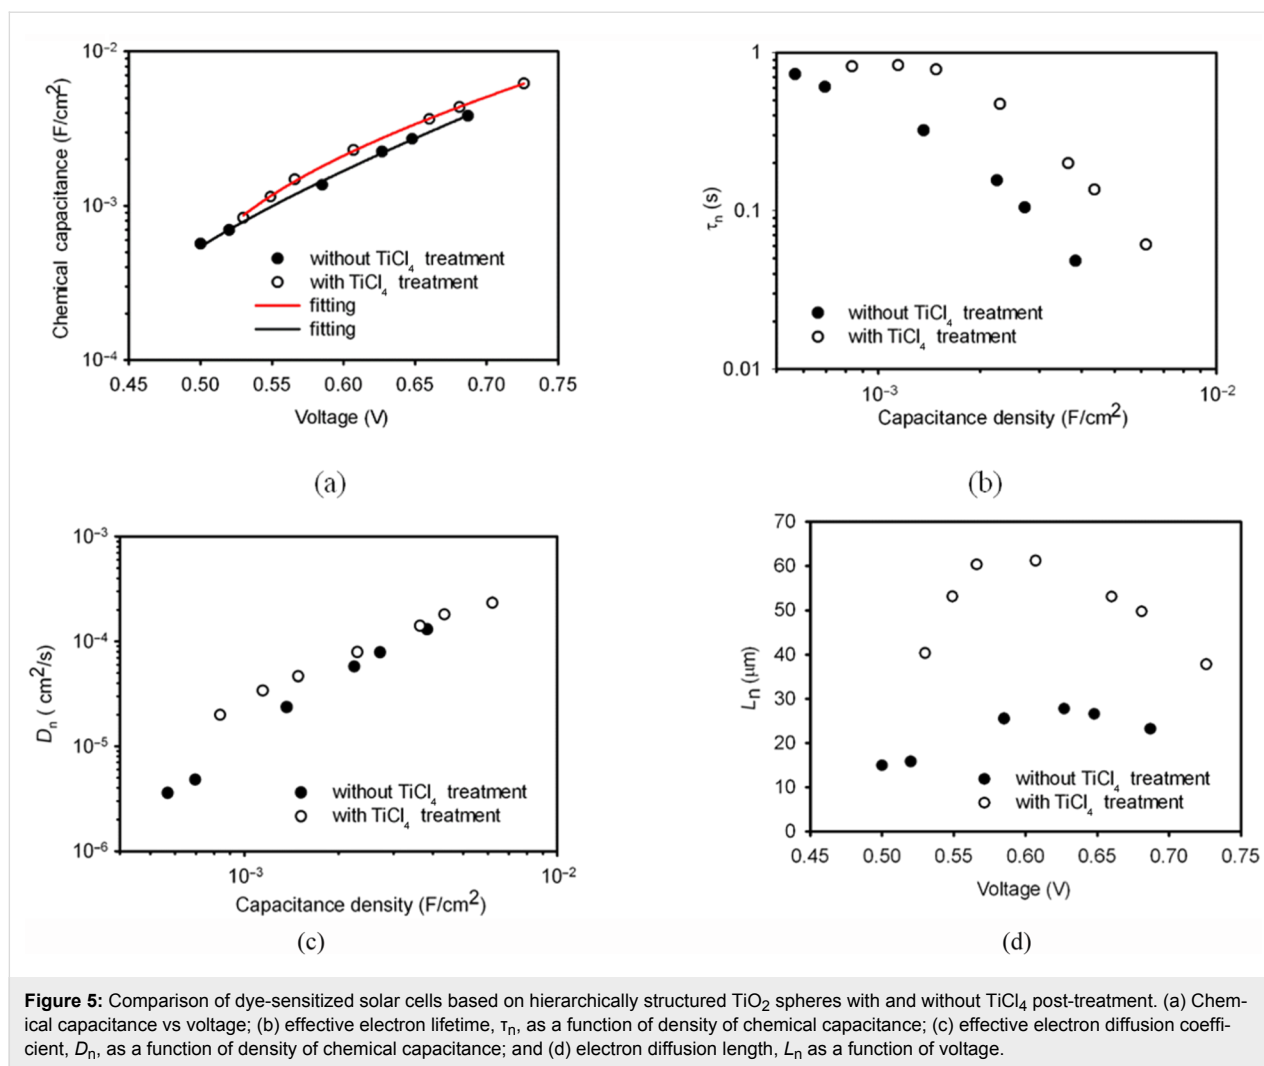 10⁻²
10⁻³
10⁻⁴
Chemical capacitance (F/cm²)
without TiCl₄ treatment
with TiCl₄ treatment
fitting
fitting
0.45 0.50 0.55 0.60 0.65 0.70 0.75
Voltage (V)
(a)
1
0.1
0.01
τₙ (s)
without TiCl₄ treatment
with TiCl₄ treatment
10⁻³ 10⁻²
Capacitance density (F/cm²)
(b)
10⁻³
10⁻⁴
10⁻⁵
10⁻⁶
Dₙ ( cm²/s)
without TiCl₄ treatment
with TiCl₄ treatment
10⁻³ 10⁻²
Capacitance density (F/cm²)
(c)
70
60
50
40
30
20
10
0
Lₙ (μm)
without TiCl₄ treatment
with TiCl₄ treatment
0.45 0.50 0.55 0.60 0.65 0.70 0.75
Voltage (V)
(d)
Figure 5: Comparison of dye-sensitized solar cells based on hierarchically structured TiO₂ spheres with and without TiCl₄ post-treatment. (a) Chem-
ical capacitance vs voltage; (b) effective electron lifetime, τₙ, as a function of density of chemical capacitance; (c) effective electron diffusion coeffi-
cient, Dₙ, as a function of density of chemical capacitance; and (d) electron diffusion length, Lₙ as a function of voltage.